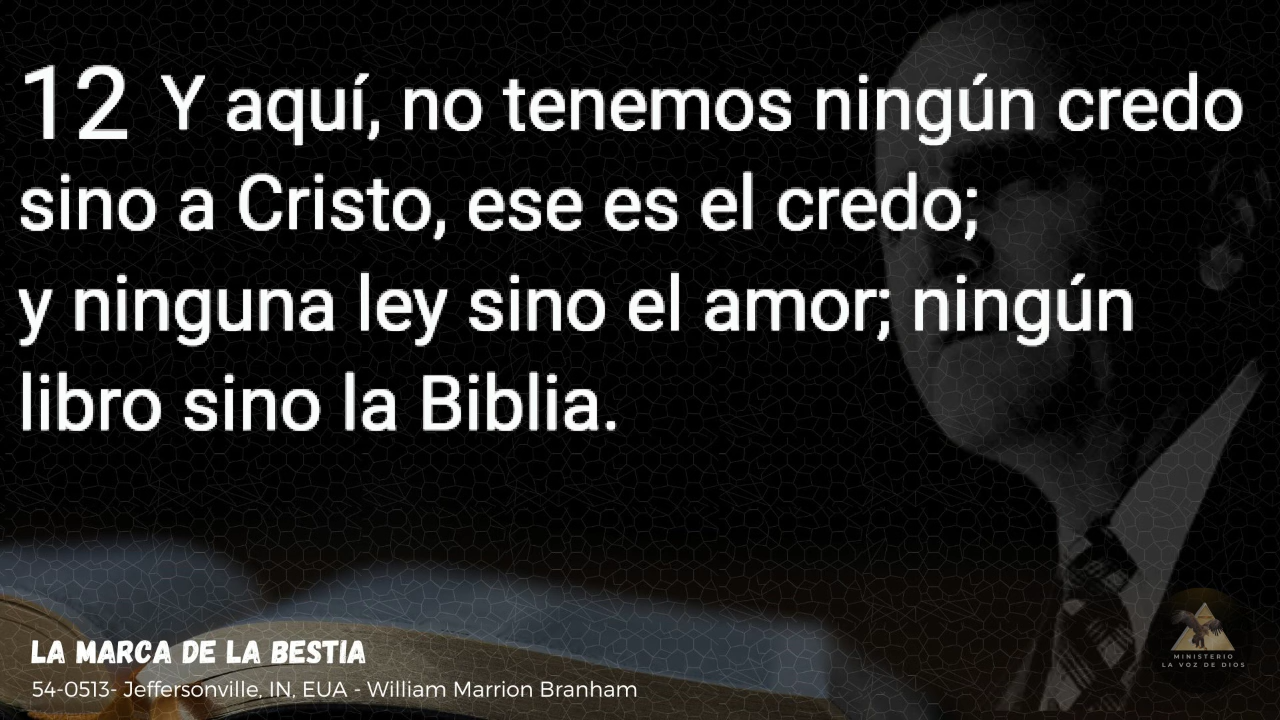 12 Y aquí, no tenemos ningún credo
sino a Cristo, ese es el credo;
y ninguna ley sino el amor; ningún
libro sino la Biblia.
LA MARCA DE LA BESTIA
54-0513- Jeffersonville, IN, EUA - William Marrion Branham
MINISTERIO
LA VOZ DE DIOS